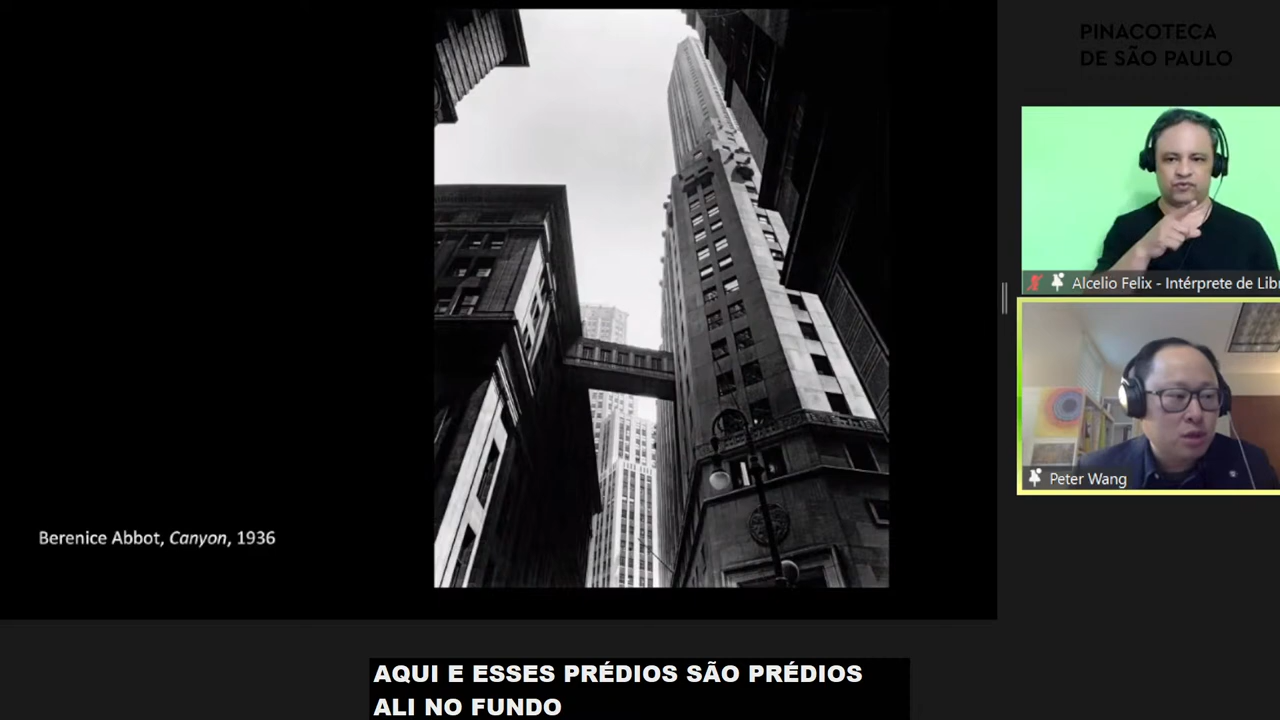 PINACOTECA
DE SÃO PAULO
Alcelio Felix - Intérprete de Libr
Peter Wang
Berenice Abbot, Canyon, 1936
AQUI E ESSES PRÉDIOS SÃO PRÉDIOS
ALI NO FUNDO